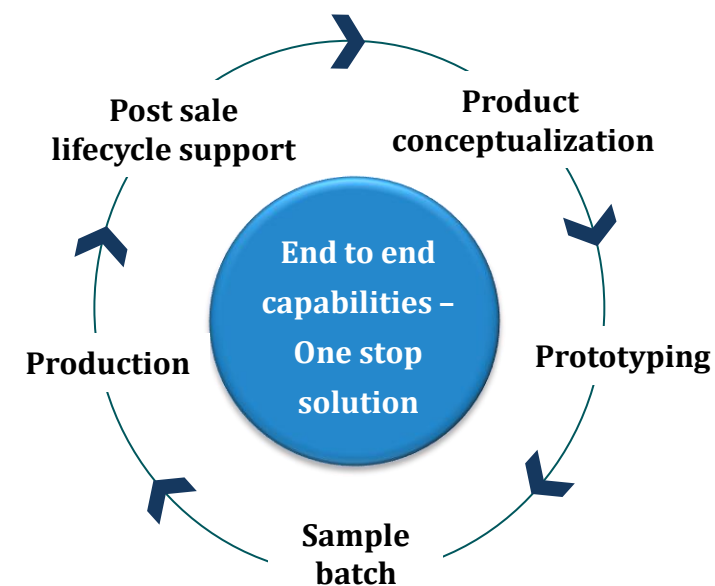 Post sale
lifecycle support
Product
conceptualization
End to end
capabilities –
One stop
solution
Production
Prototyping
Sample
batch